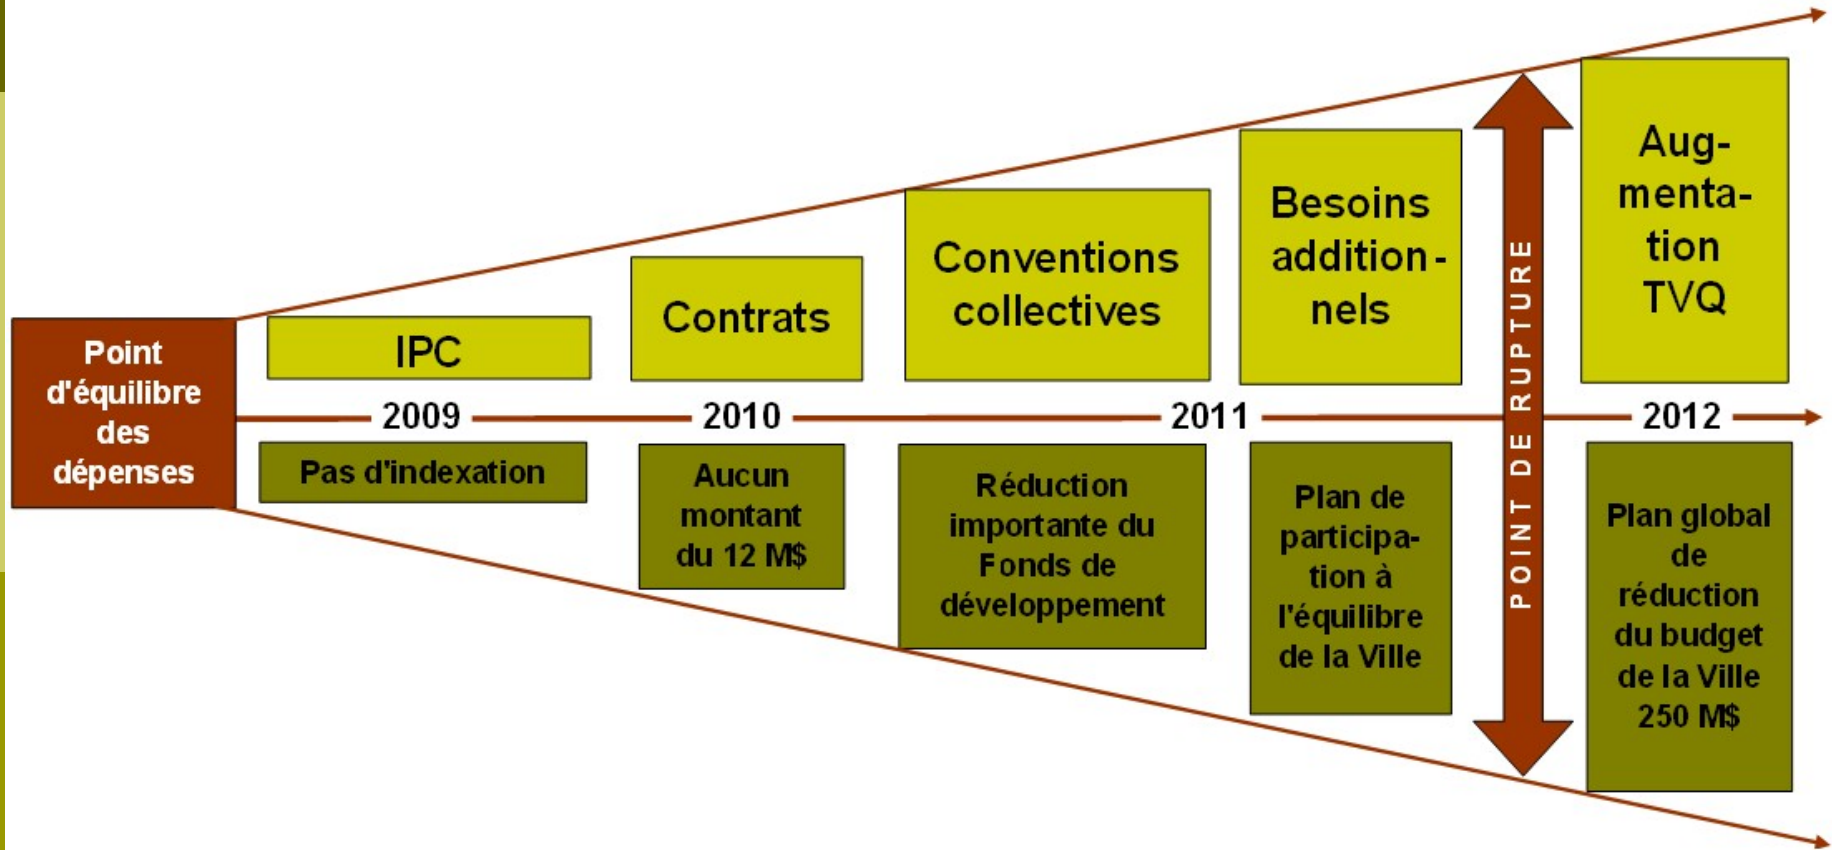 Point
d'équilibre
des
dépenses
IPC
Contrats
Conventions
collectives
Besoins
addition-
nels
Aug-
menta-
tion
TVQ
2009
2010
2011
2012
POINT DE RUPTURE
Pas d'indexation
Aucun
montant
du 12 M$
Réduction
importante du
Fonds de
développement
Plan de
participa-
tion à
l'équilibre
de la Ville
Plan global
de
réduction
du budget
de la Ville
250 M$